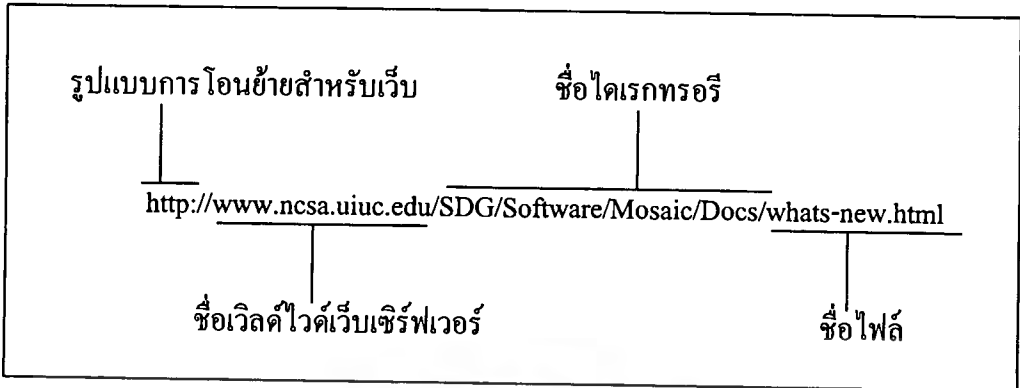 รูปแบบการโอนย้ายสำหรับเว็บ
ชื่อไดเรกทรอรี
http://www.ncsa.uiuc.edu/SDG/Software/Mosaic/Docs/whats-new.html
ชื่อเวิลด์ไวด์เว็บเซิร์ฟเวอร์
ชื่อไฟล์